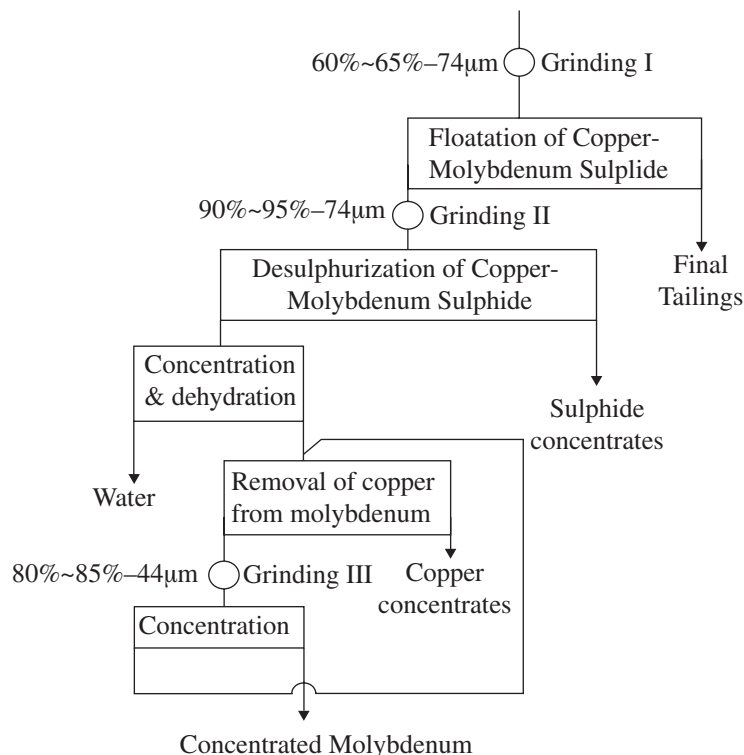 60%~65%–74μm
Grinding I
Floatation of Copper-
Molybdenum Sulplide
90%~95%–74μm
Grinding II
Final
Tailings
Desulphurization of Copper-
Molybdenum Sulphide
Concentration
& dehydration
Sulphide
concentrates
Water
Removal of copper
from molybdenum
80%~85%–44μm
Grinding III
Copper
concentrates
Concentration
Concentrated Molybdenum